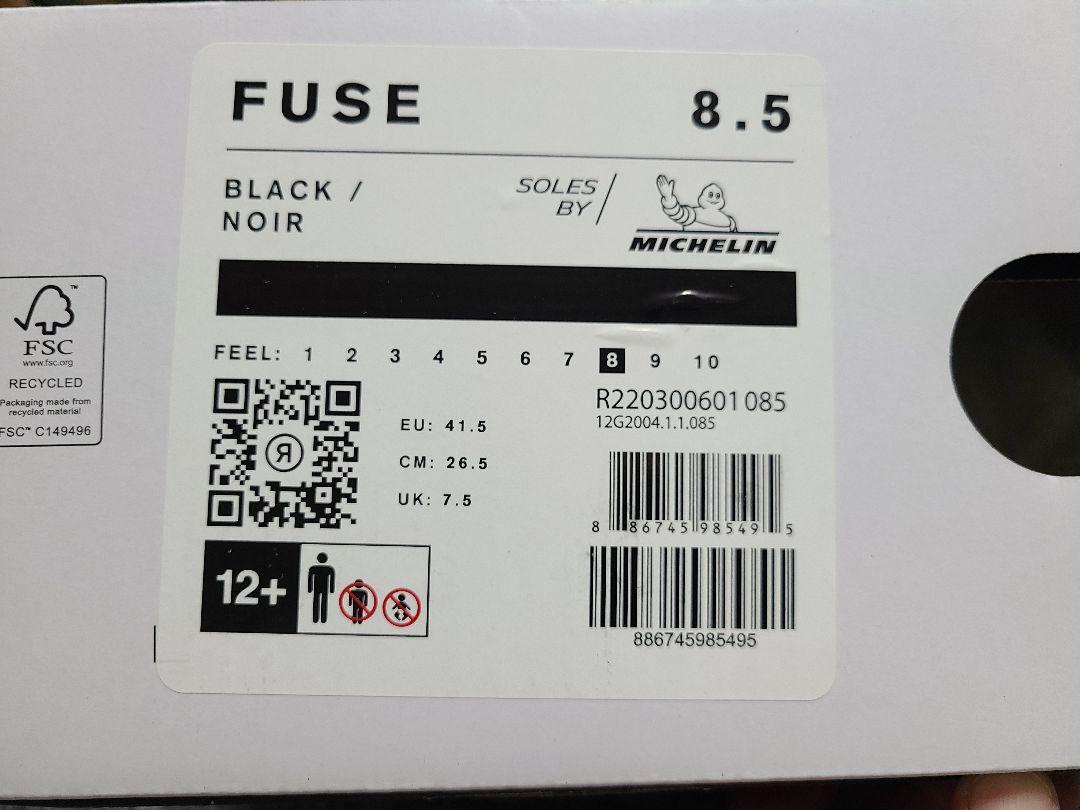 FUSE 8.5
BLACK / 
NOIR
SOLES
BY
MICHELIN
FEEL: 1 2 3 4 5 6 7 8 9 10
R220300601085
12G2004.1.1.085
EU: 41.5
CM: 26.5
UK: 7.5
8 86745 98549 5
886745985495
12+
FSC™
www.fsc.org
RECYCLED
Packaging made from
recycled material
FSC™ C149496